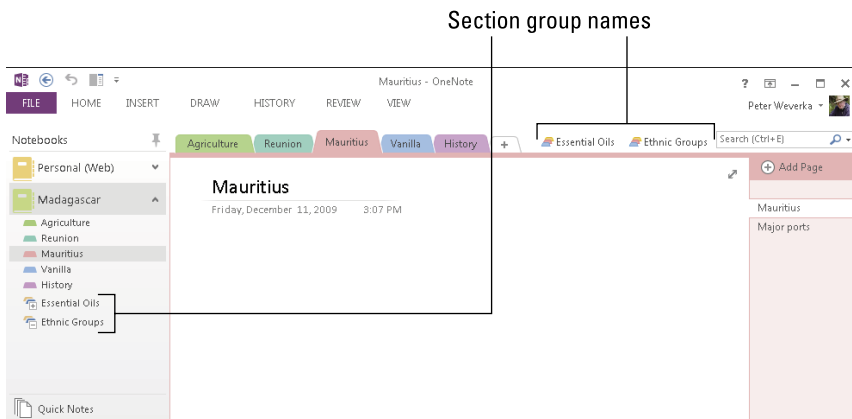 Section group names
Mauritius - OneNote
?
FILE HOME INSERT DRAW HISTORY REVIEW VIEW
Peter Weverka
Notebooks
Agriculture Reunion Mauritius Vanilla History + Essential Oils Ethnic Groups Search (Ctrl+E)
Personal (Web)
Madagascar
Agriculture
Reunion
Mauritius
Vanilla
History
Essential Oils
Ethnic Groups
Quick Notes
Mauritius
Friday, December 11, 2009 3:07 PM
Add Page
Mauritius
Major ports